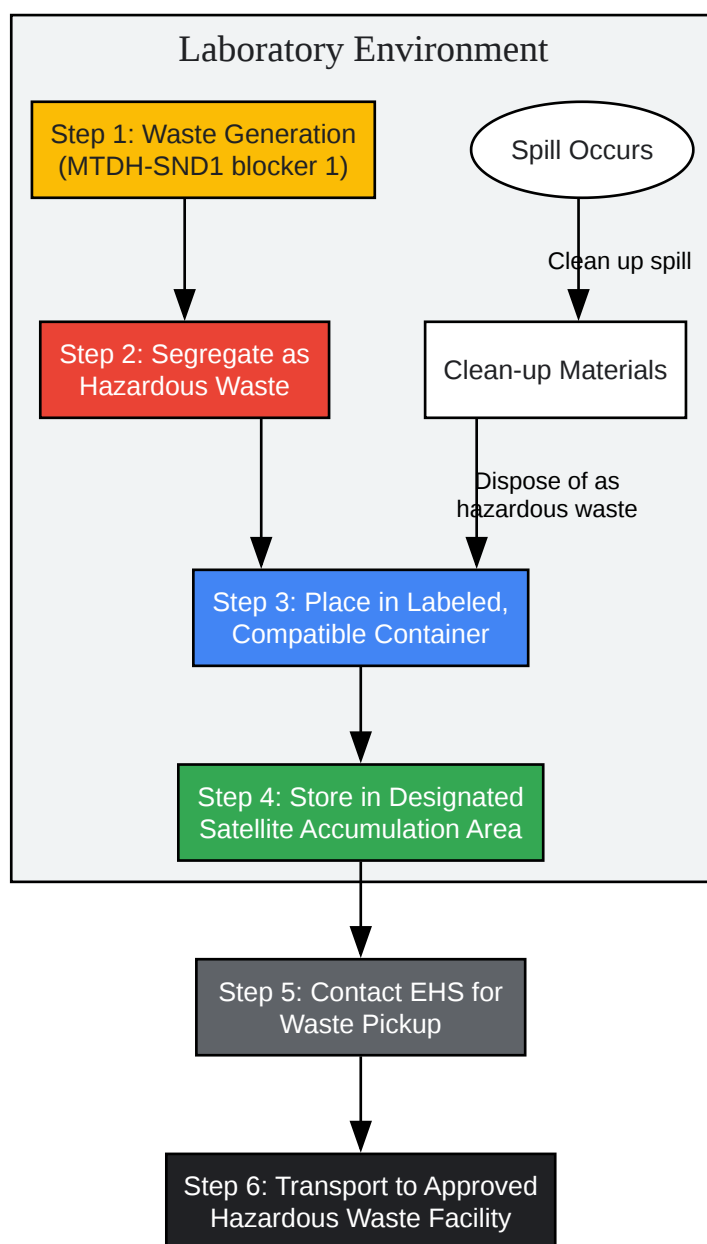 Laboratory Environment
Step 1: Waste Generation
(MTDH-SND1 blocker 1)
Spill Occurs
Clean up spill
Step 2: Segregate as
Hazardous Waste
Clean-up Materials
Dispose of as
hazardous waste
Step 3: Place in Labeled,
Compatible Container
Step 4: Store in Designated
Satellite Accumulation Area
Step 5: Contact EHS for
Waste Pickup
Step 6: Transport to Approved
Hazardous Waste Facility